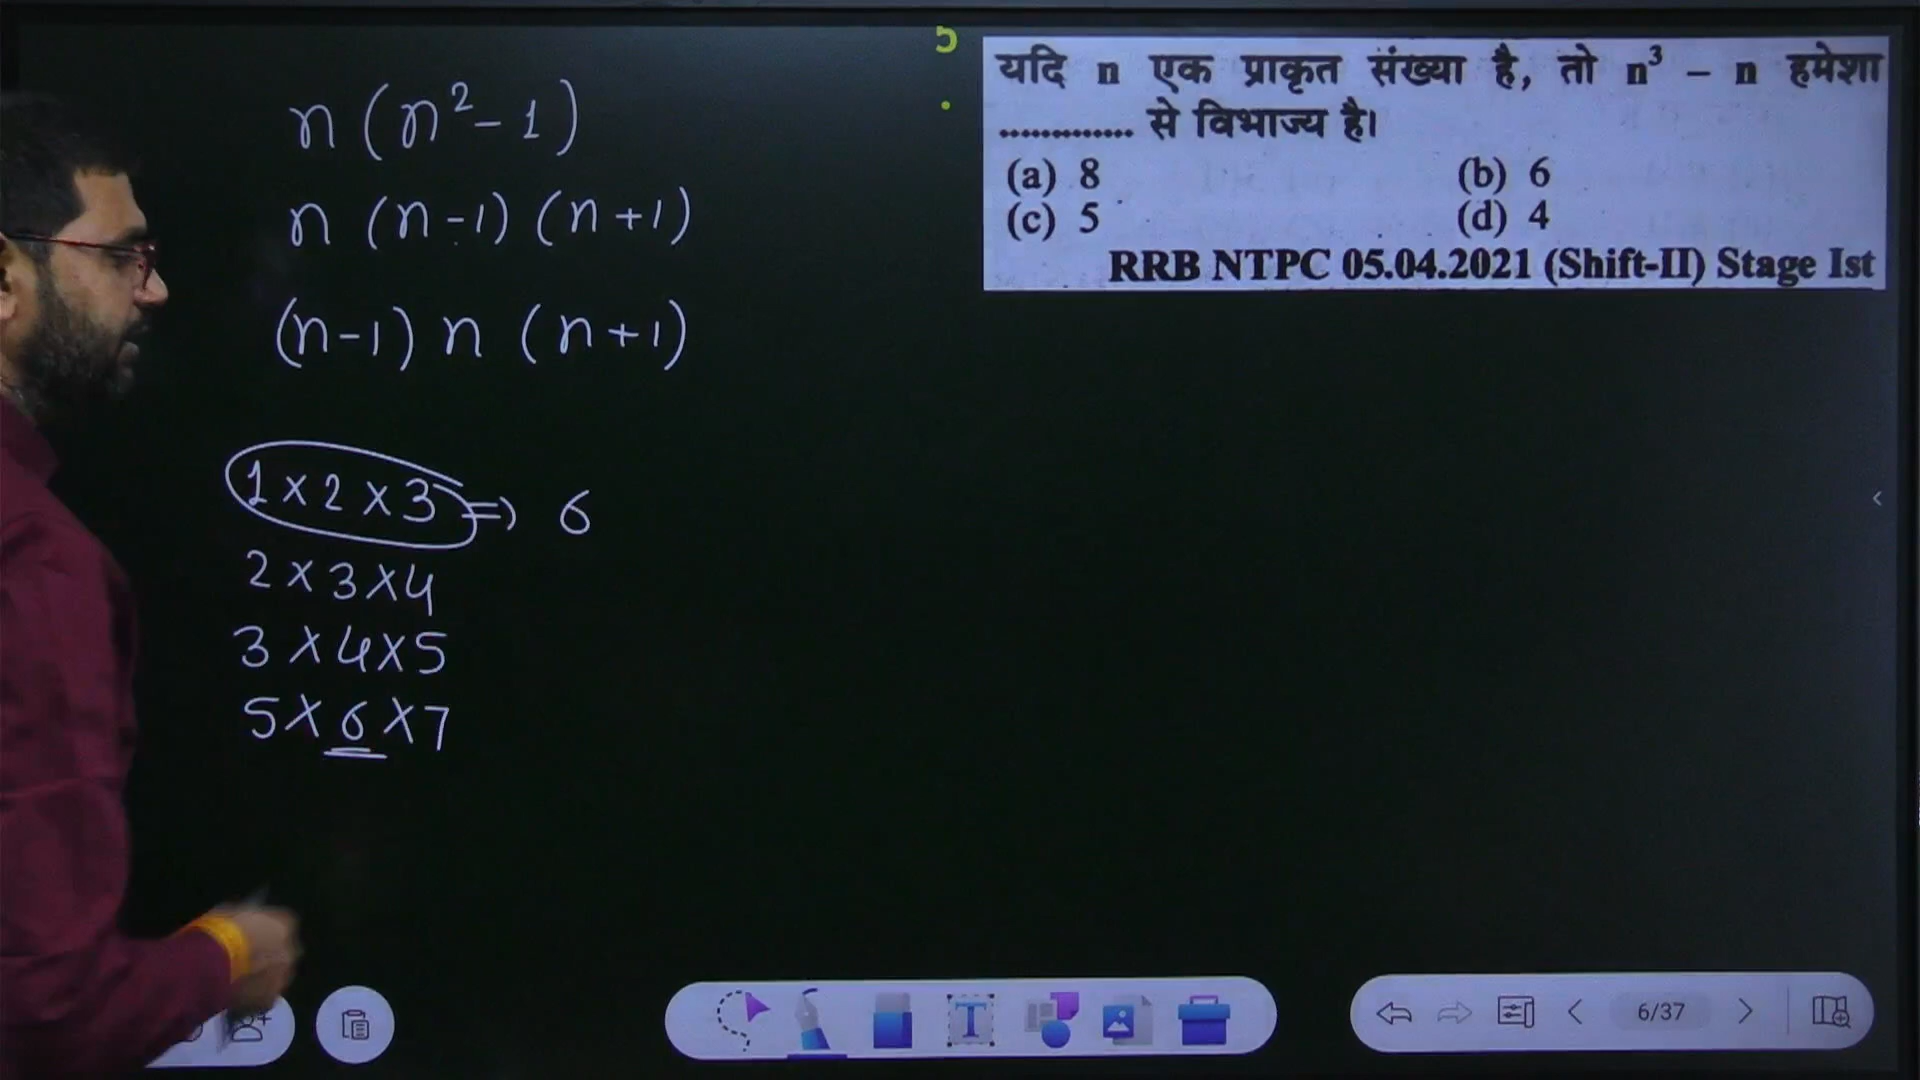 n(n²-1)
n(n-1)(n+1)
(n-1)n(n+1)
1×2×3 ⇒ 6
2×3×4
3×4×5
5×6×7
यदि n एक प्राकृत संख्या है, तो n³ – n हमेशा
............. से विभाज्य है।
(a) 8 (b) 6
(c) 5 (d) 4
RRB NTPC 05.04.2021 (Shift-II) Stage Ist
6/37